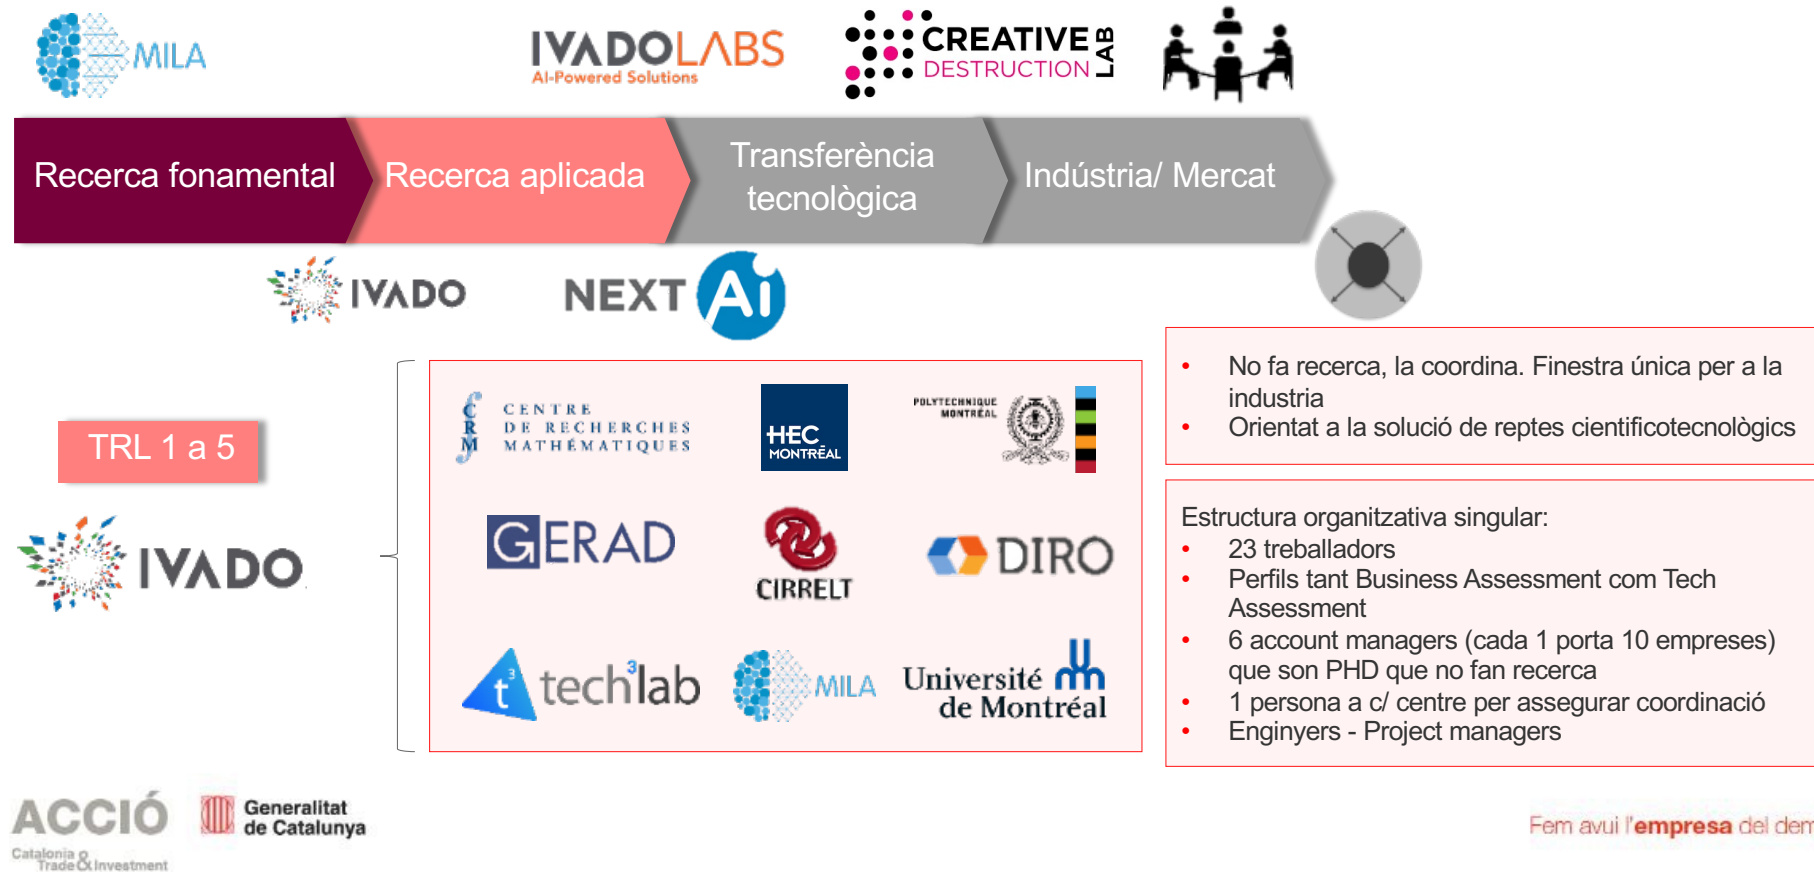 MILA
IVADOLABS
AI-Powered Solutions
CREATIVE
DESTRUCTION
LAB
Recerca fonamental
Recerca aplicada
Transferència
tecnològica
Indústria/ Mercat
IVADO
NEXT AI
TRL 1 a 5
IVADO
CRM
CENTRE
DE RECHERCHES
MATHÉMATIQUES
HEC
MONTRĒAL
POLYTECHNIQUE
MONTRÉAL
GERAD
CIRRELT
DIRO
t³
tech³lab
MILA
Université
de Montréal
• No fa recerca, la coordina. Finestra única per a la
industria
• Orientat a la solució de reptes cientificotecnològics
Estructura organitzativa singular:
• 23 treballadors
• Perfils tant Business Assessment com Tech
Assessment
• 6 account managers (cada 1 porta 10 empreses)
que son PHD que no fan recerca
• 1 persona a c/ centre per assegurar coordinació
• Enginyers - Project managers
ACCIÓ
Catalonia
Trade & Investment
Generalitat
de Catalunya
Fem avui l'empresa del dem